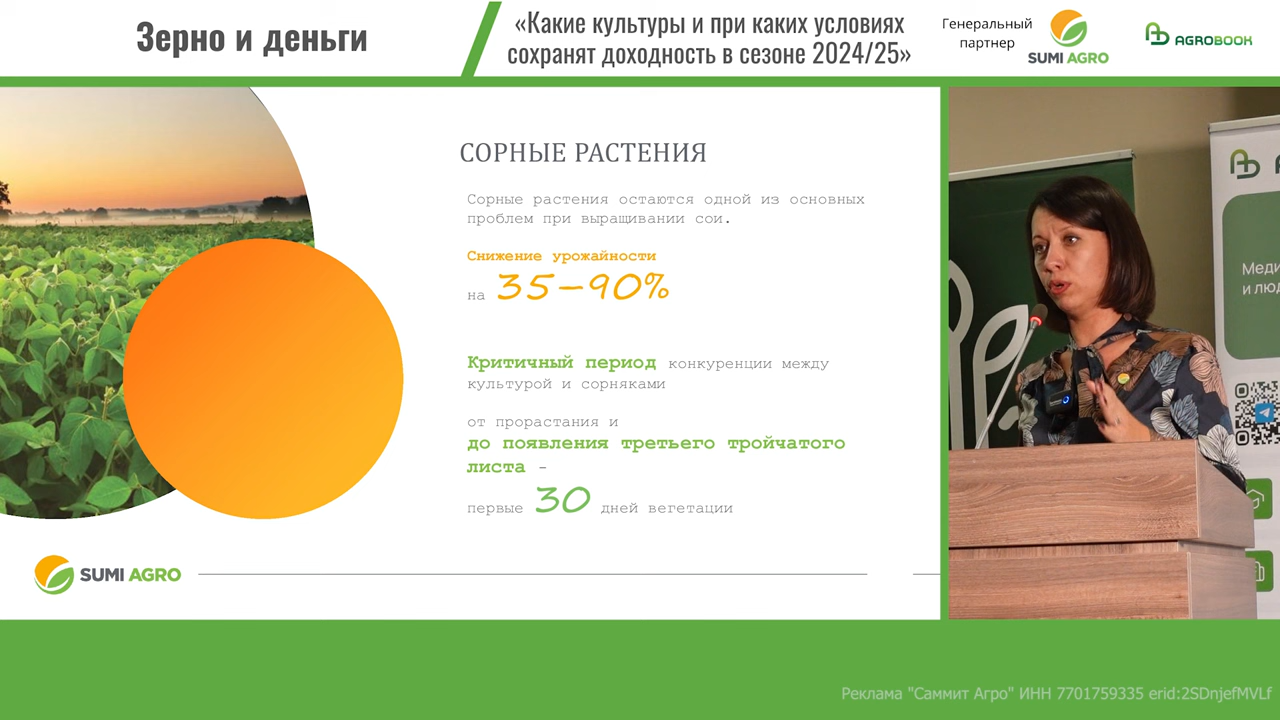 Зерно и деньги
«Какие культуры и при каких условиях
сохранят доходность в сезоне 2024/25»
Генеральный
партнер
SUMI AGRO
AGROBOOK
СОРНЫЕ РАСТЕНИЯ
Сорные растения остаются одной из основных
проблем при выращивании сои.
Снижение урожайности
на 35–90%
Критичный период конкуренции между
культурой и сорняками
от прорастания и
до появления третьего тройчатого
листа -
первые 30 дней вегетации
SUMI AGRO
Меди
и люд
Реклама "Саммит Агро" ИНН 7701759335 erid:2SDnjefMVLf